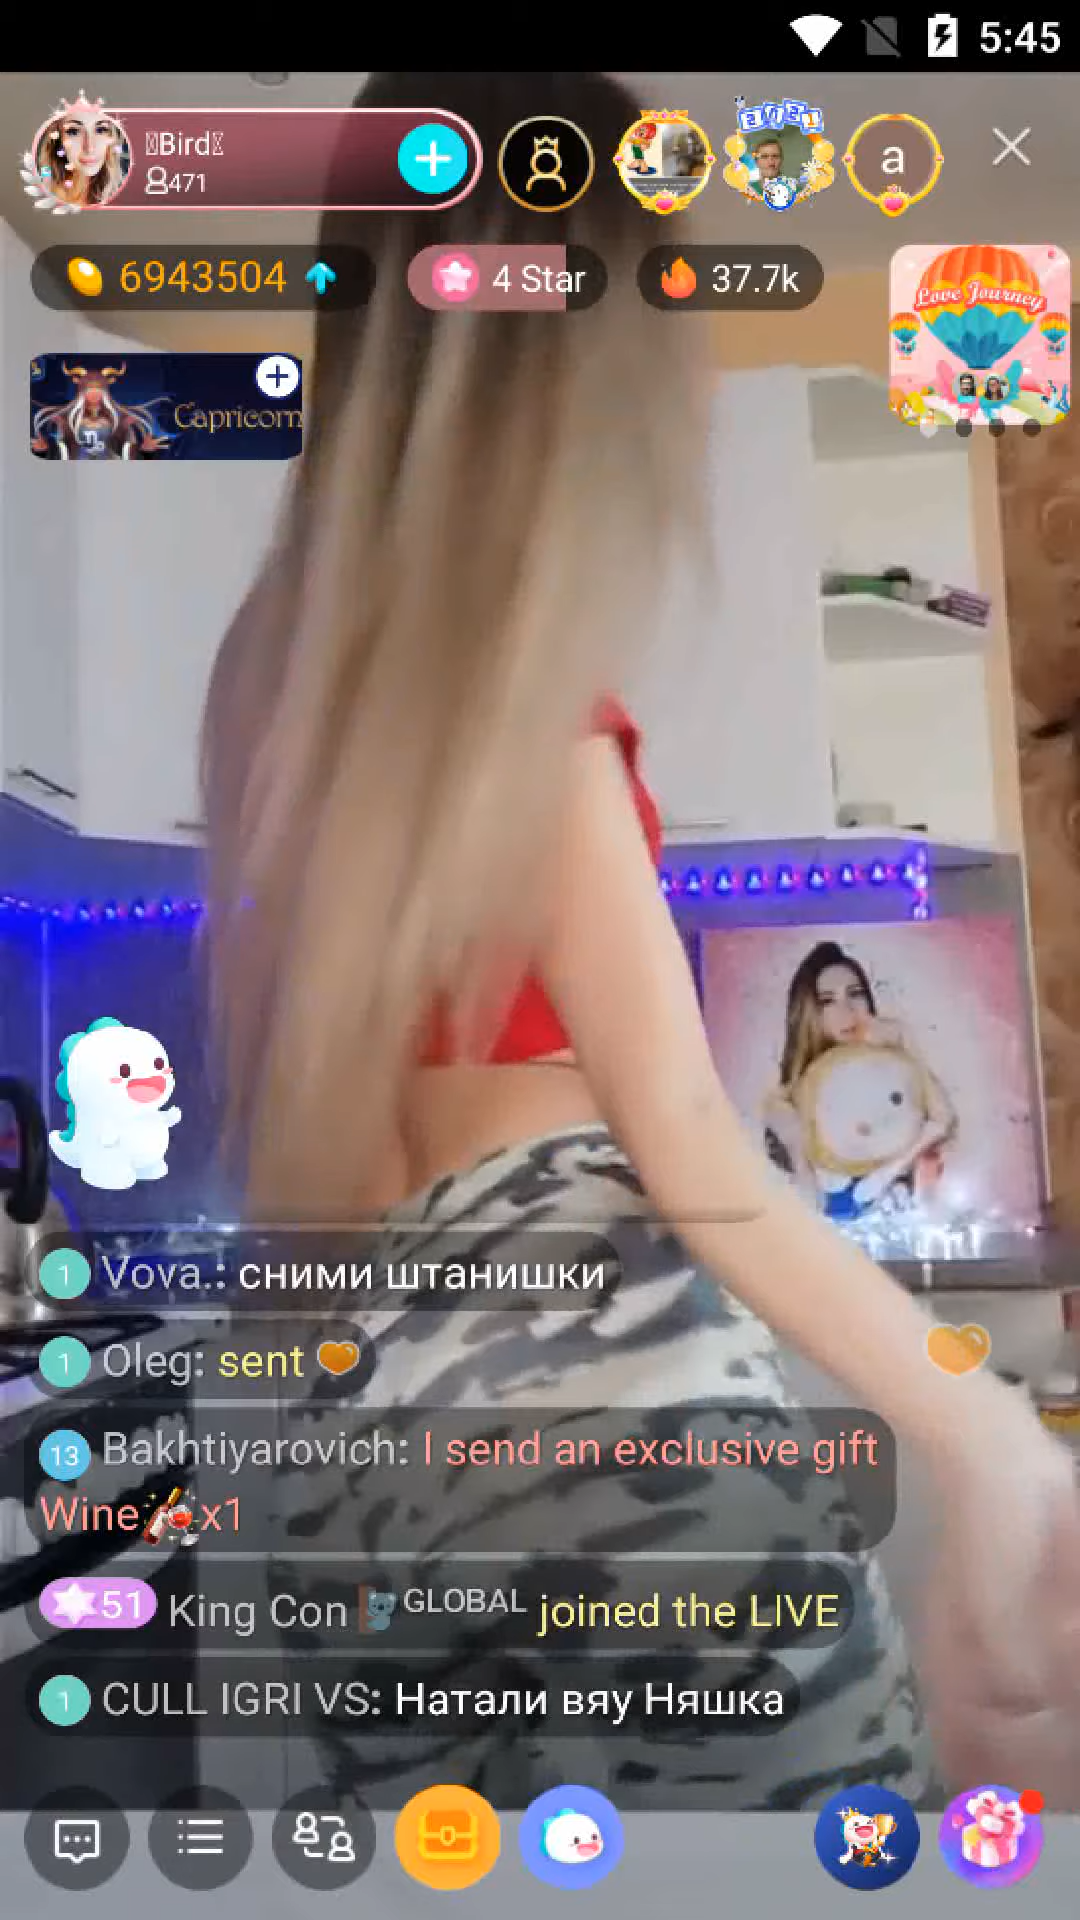 5:45
Bird
471
a
6943504
4 Star
37.7k
Love Journey
Capricorn
1 Vova.: сними штанишки
1 Oleg: sent
13 Bakhtiyarovich: I send an exclusive gift
Wine x1
51 King Con GLOBAL joined the LIVE
1 CULL IGRI VS: Натали вяу Няшка